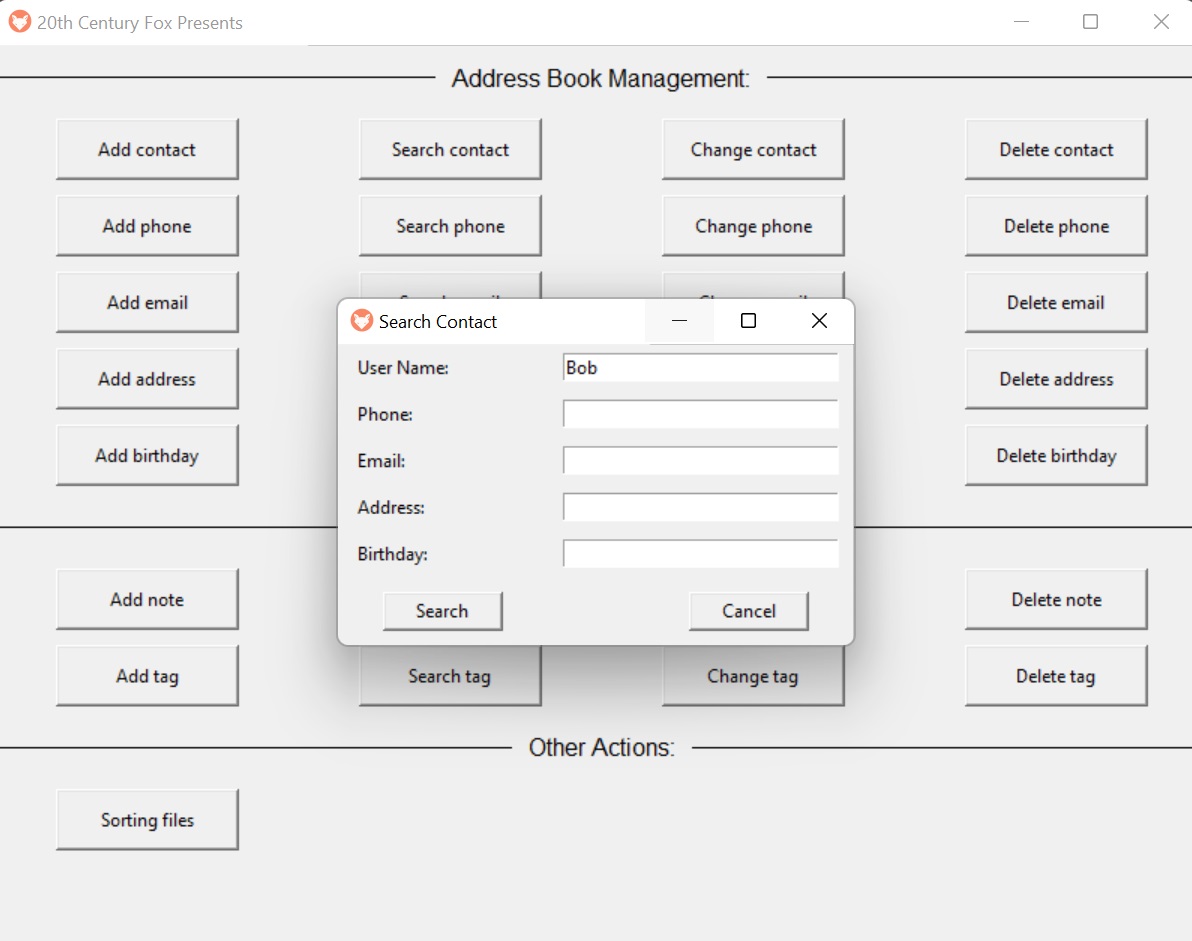 20th Century Fox Presents
Address Book Management:
Add contact Search contact Change contact Delete contact
Add phone Search phone Change phone Delete phone
Add email Delete email
Search Contact
User Name: Bob
Add address Delete address
Phone:
Add birthday Delete birthday
Email:
Address:
Birthday:
Add note Delete note
Search Cancel
Add tag Search tag Change tag Delete tag
Other Actions:
Sorting files